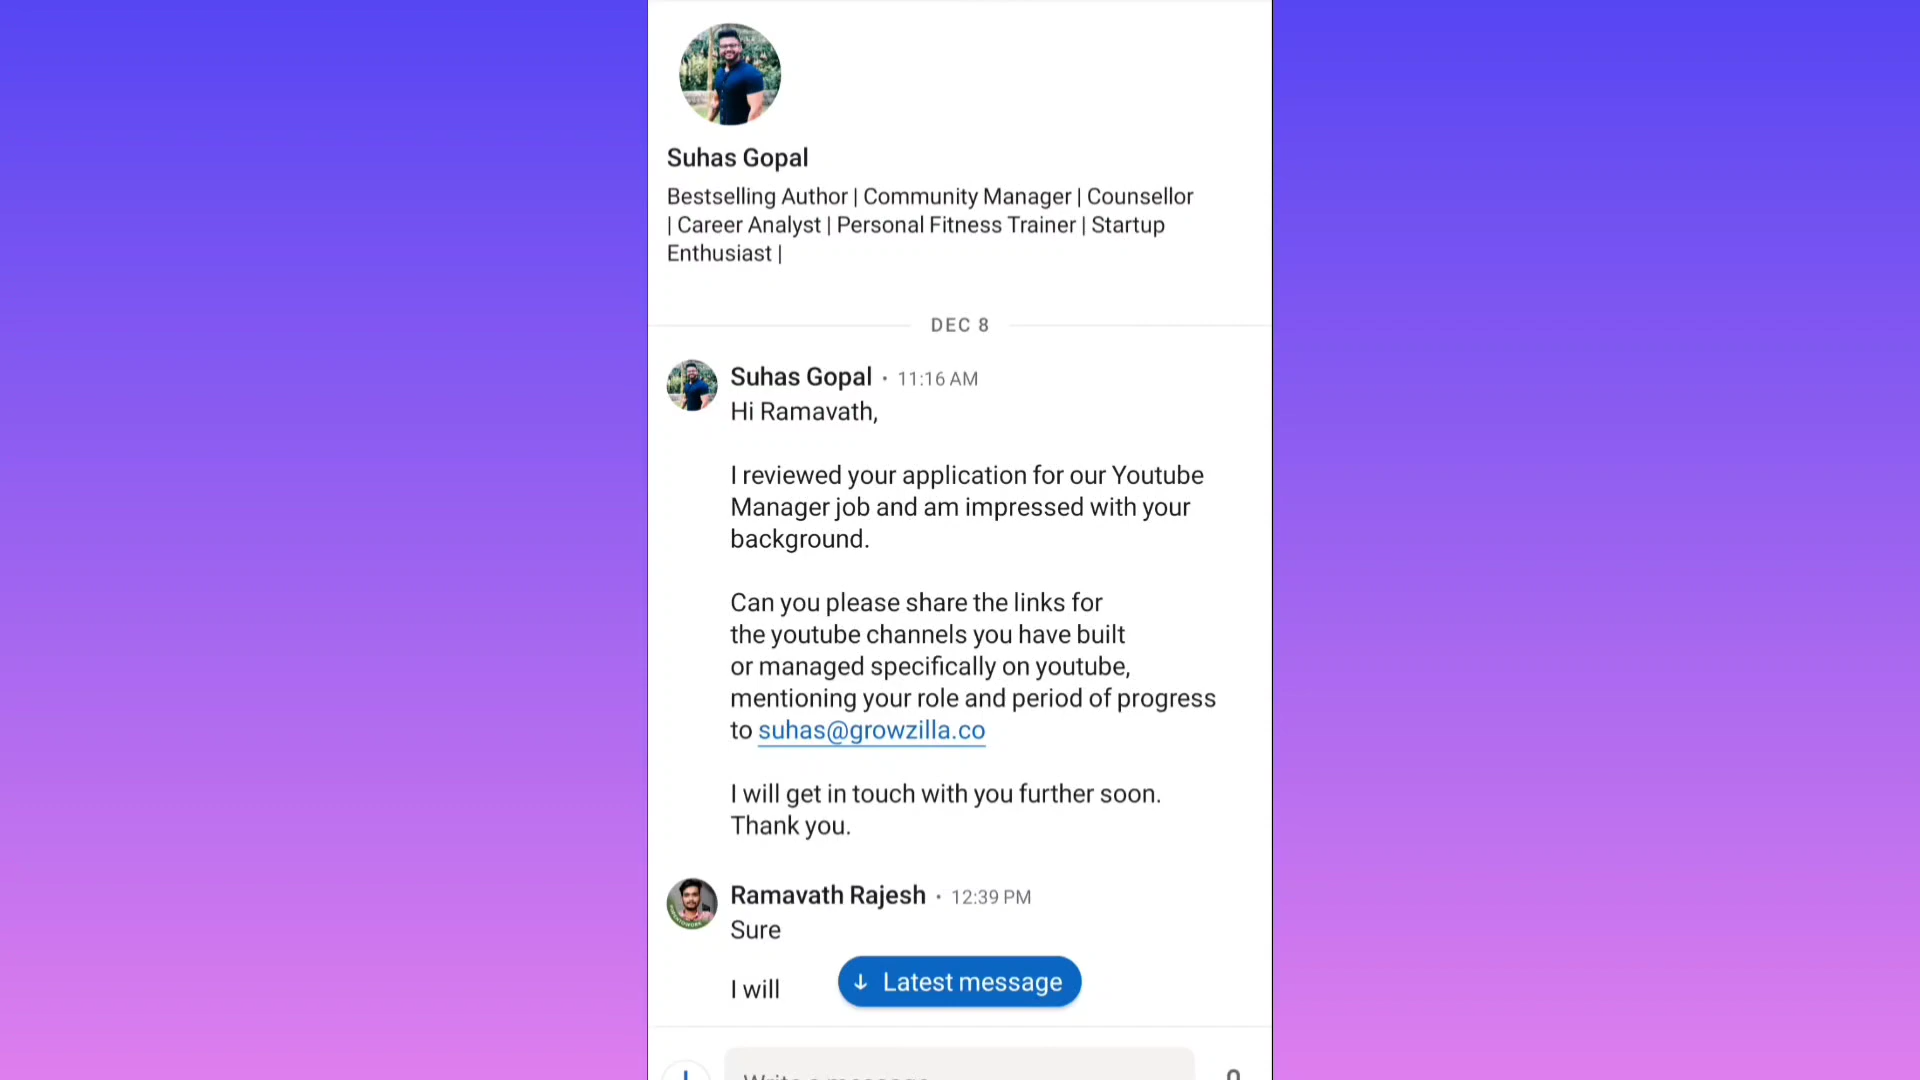 Suhas Gopal
Bestselling Author | Community Manager | Counsellor
| Career Analyst | Personal Fitness Trainer | Startup
Enthusiast |
DEC 8
Suhas Gopal • 11:16 AM
Hi Ramavath,
I reviewed your application for our Youtube
Manager job and am impressed with your
background.
Can you please share the links for
the youtube channels you have built
or managed specifically on youtube,
mentioning your role and period of progress
to suhas@growzilla.co
I will get in touch with you further soon.
Thank you.
Ramavath Rajesh • 12:39 PM
Sure
I will
Latest message